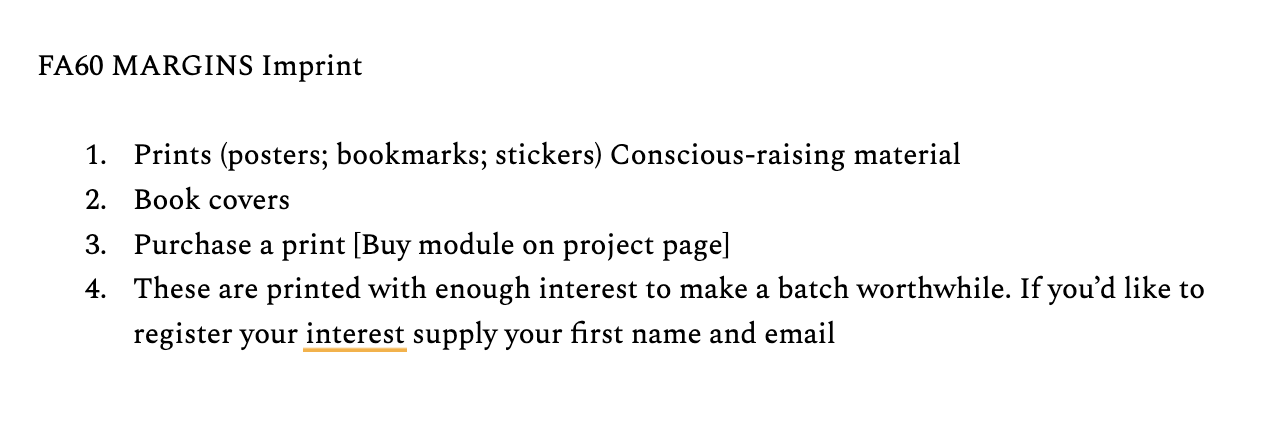 FA60 MARGINS Imprint
1. Prints (posters; bookmarks; stickers) Conscious-raising material
2. Book covers
3. Purchase a print [Buy module on project page]
4. These are printed with enough interest to make a batch worthwhile. If you’d like to
register your interest supply your first name and email